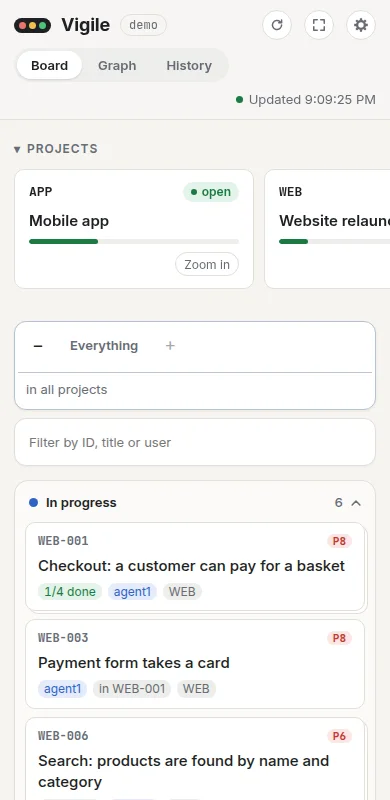 Vigile demo
Board Graph History
Updated 9:09:25 PM
▾ PROJECTS
APP open
Mobile app
Zoom in
WEB
Website relaun
− Everything +
in all projects
Filter by ID, title or user
In progress 6
WEB-001 P8
Checkout: a customer can pay for a basket
1/4 done agent1 WEB
WEB-003 P8
Payment form takes a card
agent1 in WEB-001 WEB
WEB-006 P6
Search: products are found by name and
category